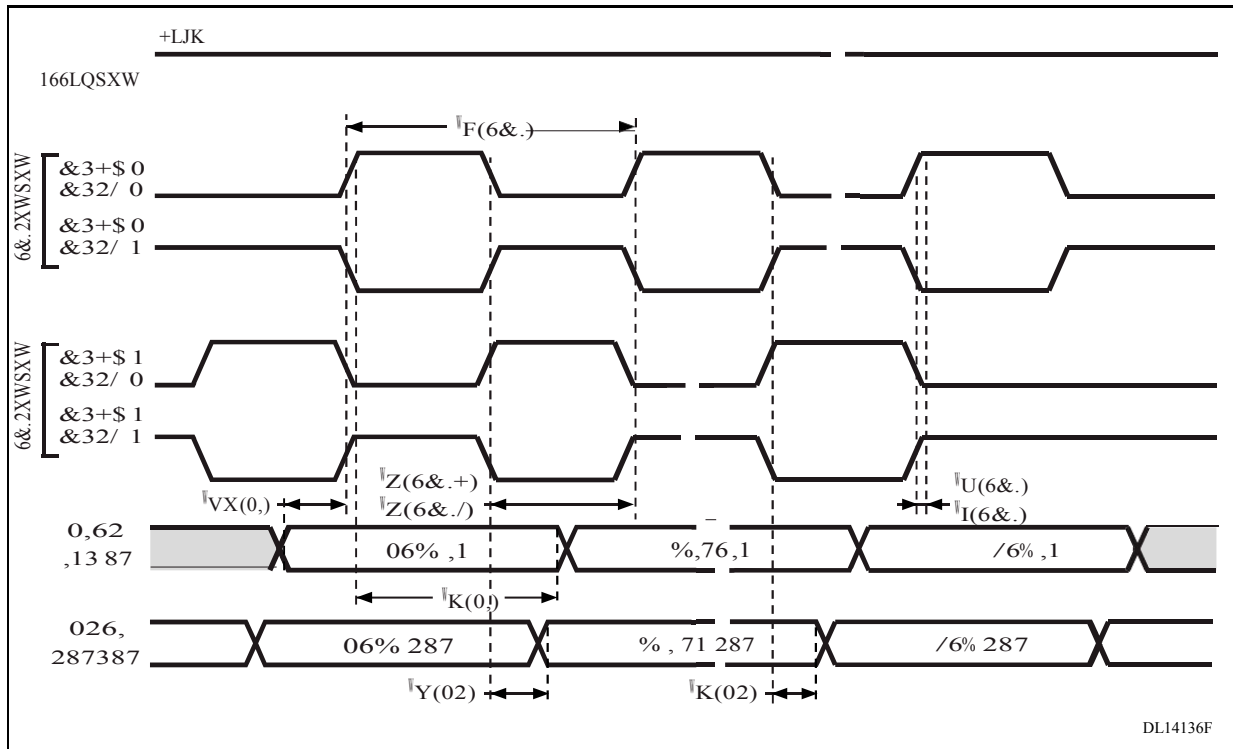 +LJK
166LQSXW
ᵗF(6&.)
6&.2XWSXW
&3+$ 0
&32/ 0
&3+$ 0
&32/ 1
6&.2XWSXW
&3+$ 1
&32/ 0
&3+$ 1
&32/ 1
VX(0,)
Z(6&.+)
Z(6&./)
U(6&.)
I(6&.)
0,62
,13 87
06% ,1
%,76,1
/6% ,1
K(0,)
026,
287387
06% 287
% , 71 287
/6% 287
Y(02)
K(02)
DL14136F